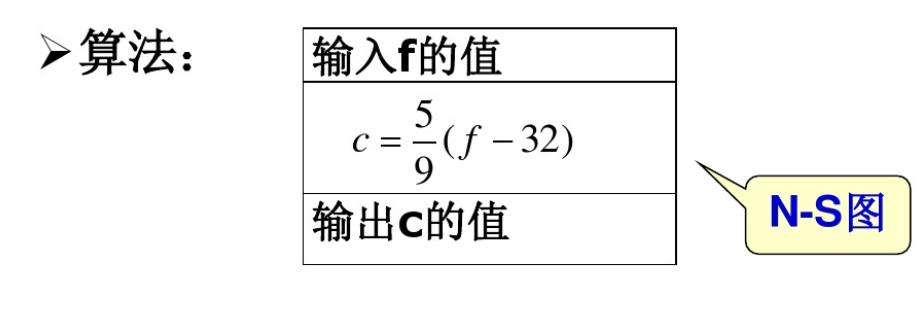 ➢算法：
输入f的值
c = 5/9 (f − 32)
输出c的值
N-S图